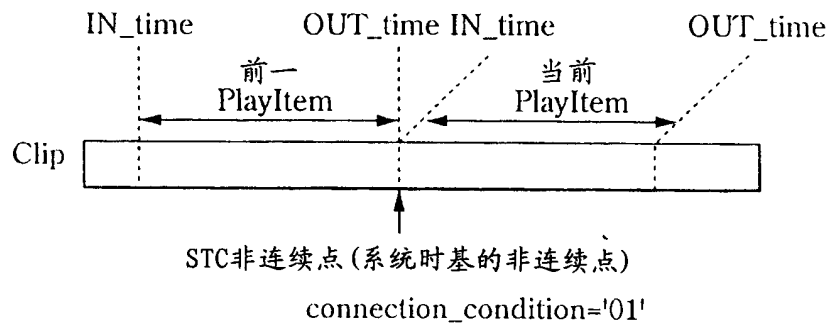 IN_time OUT_time IN_time OUT_time
前一 当前
PlayItem PlayItem
Clip
STC非连续点(系统时基的非连续点)
connection_condition='01'